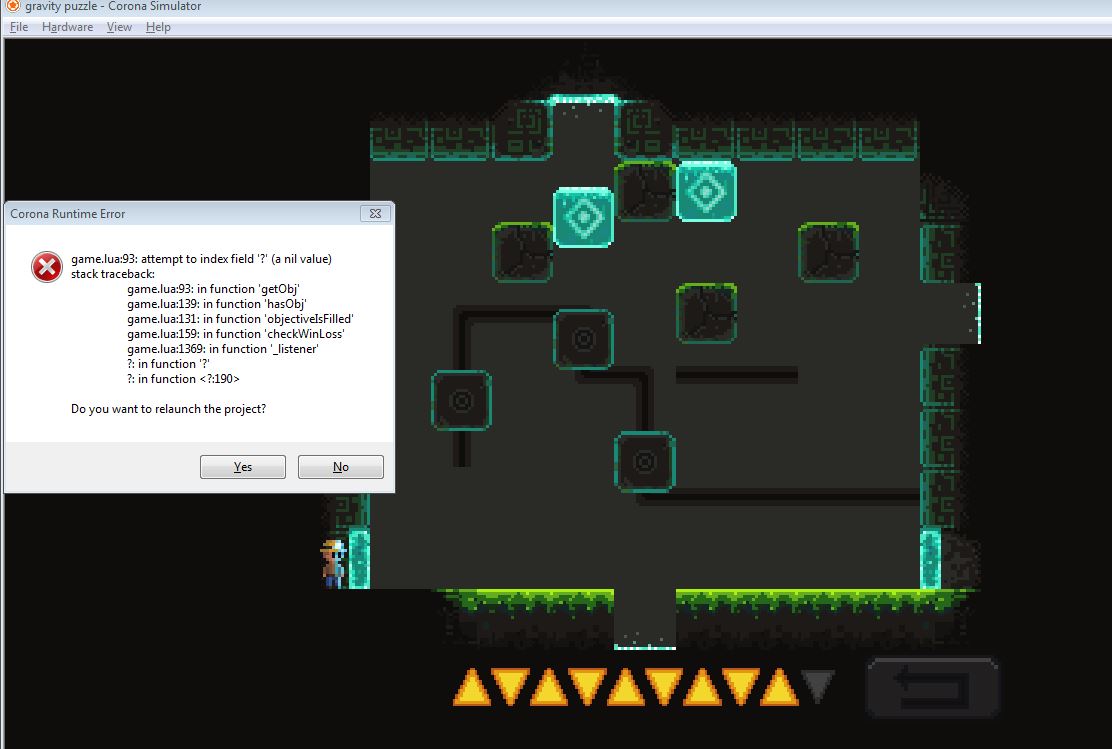 gravity puzzle - Corona Simulator
File Hardware View Help
Corona Runtime Error
game.lua:93: attempt to index field '?' (a nil value)
stack traceback:
game.lua:93: in function 'getObj'
game.lua:139: in function 'hasObj'
game.lua:131: in function 'objectiveIsFilled'
game.lua:159: in function 'checkWinLoss'
game.lua:1369: in function '_listener'
?: in function '?'
?: in function <?:190>
Do you want to relaunch the project?
Yes No